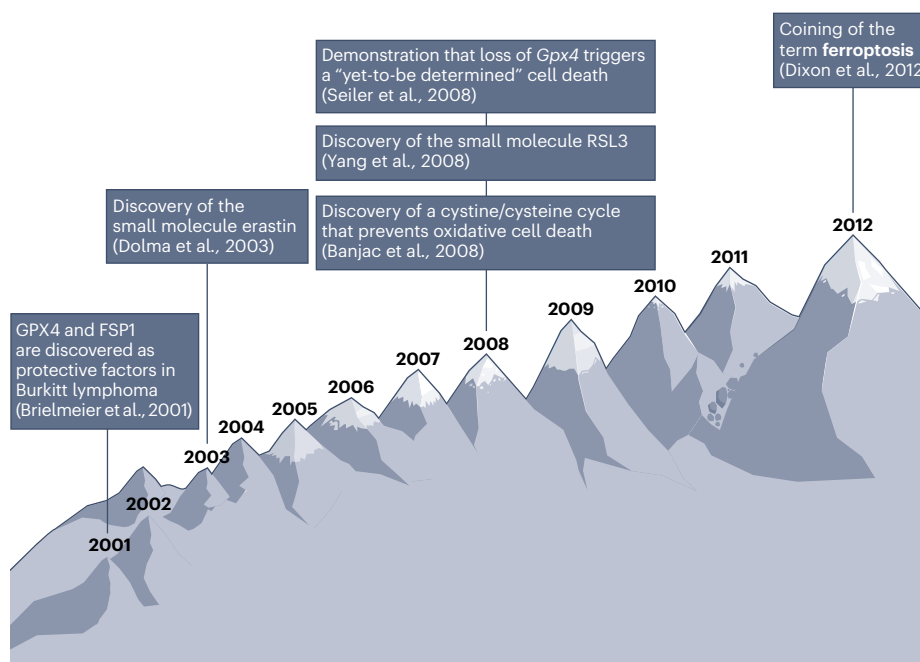 Coining of the
term ferroptosis
(Dixon et al., 2012
Demonstration that loss of Gpx4 triggers
a “yet-to-be determined” cell death
(Seiler et al., 2008)
Discovery of the small molecule RSL3
(Yang et al., 2008)
Discovery of a cystine/cysteine cycle
that prevents oxidative cell death
(Banjac et al., 2008)
Discovery of the
small molecule erastin
(Dolma et al., 2003)
GPX4 and FSP1
are discovered as
protective factors in
Burkitt lymphoma
(Brielmeier et al., 2001)
2001
2002
2003
2004
2005
2006
2007
2008
2009
2010
2011
2012